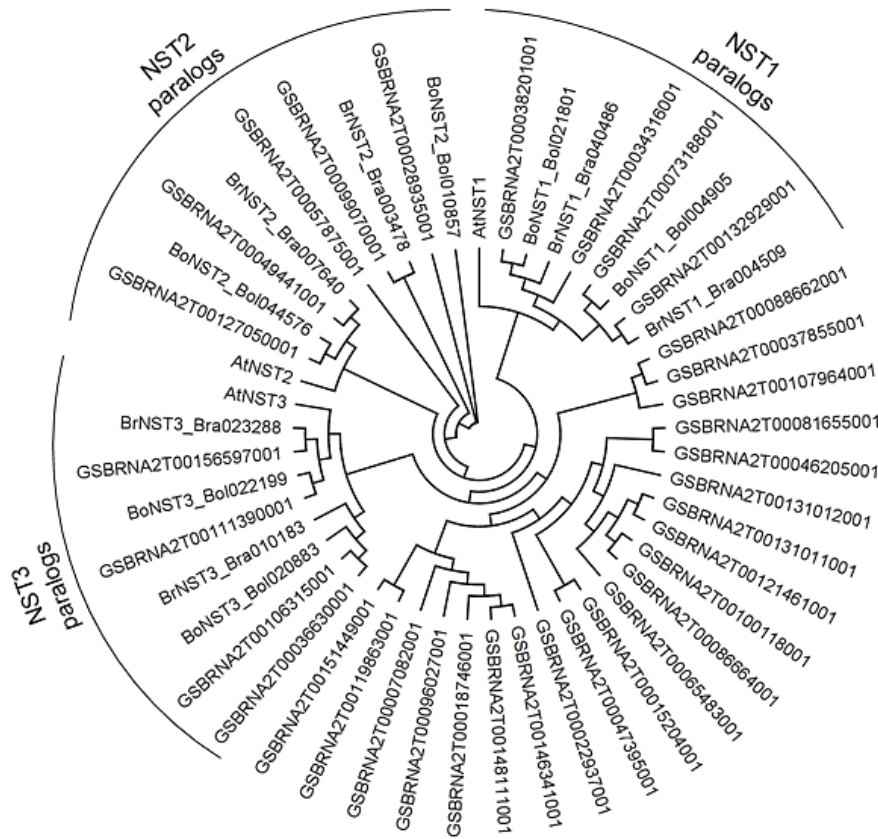 NST2
paralogs
NST1
paralogs
NST3
paralogs
AtNST1
GSBRNA2T00038201001
BoNST1_Bol021801
BrNST1_Bra040486
GSBRNA2T00034316001
GSBRNA2T00073188001
BoNST1_Bol004905
GSBRNA2T00132929001
BrNST1_Bra004509
GSBRNA2T00088662001
GSBRNA2T00037855001
GSBRNA2T00107964001
GSBRNA2T00081655001
GSBRNA2T00046205001
GSBRNA2T00131012001
GSBRNA2T00131011001
GSBRNA2T00121461001
GSBRNA2T00100118001
GSBRNA2T00086664001
GSBRNA2T00065483001
GSBRNA2T00015204001
GSBRNA2T00047395001
GSBRNA2T00022937001
GSBRNA2T00146341001
GSBRNA2T00148111001
GSBRNA2T00018746001
GSBRNA2T00096027001
GSBRNA2T00007082001
GSBRNA2T00119863001
GSBRNA2T00151449001
GSBRNA2T00036630001
GSBRNA2T00106315001
BoNST3_Bol020883
BrNST3_Bra010183
GSBRNA2T00111390001
BoNST3_Bol022199
GSBRNA2T00156597001
BrNST3_Bra023288
AtNST3
AtNST2
GSBRNA2T00127050001
BoNST2_Bol044576
GSBRNA2T00049441001
BrNST2_Bra007640
GSBRNA2T00057875001
GSBRNA2T00099070001
BrNST2_Bra003478
GSBRNA2T00028935001
BoNST2_Bol010857